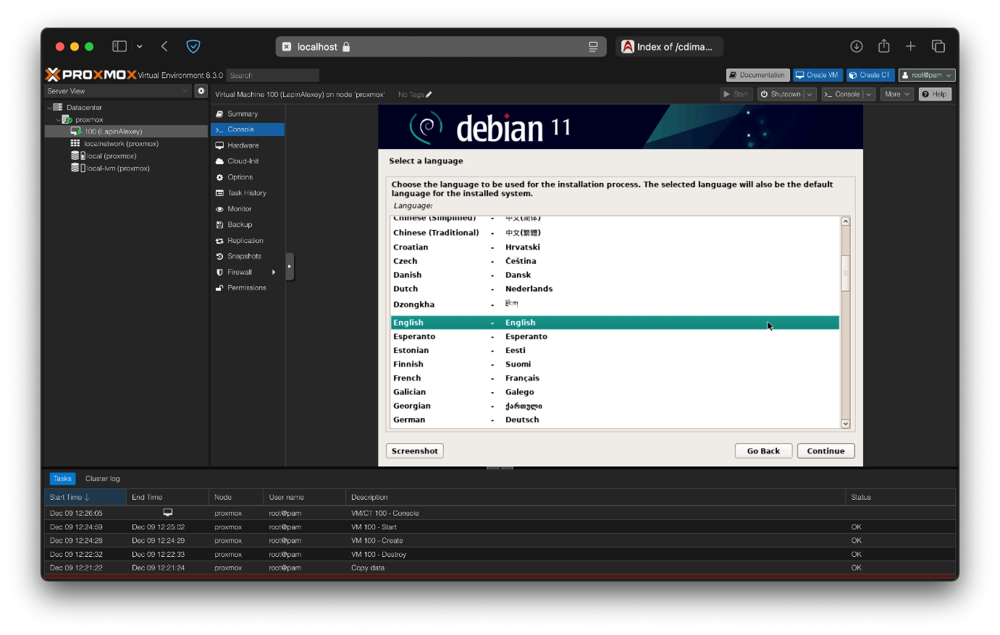 localhost
Index of /cdima...
PROXMOX Virtual Environment 8.3.0 Search
Documentation Create VM Create CT root@pam
Server View
Virtual Machine 100 (LapinAlexey) on node 'proxmox' No Tags
Start Shutdown Console More Help
Datacenter
proxmox
100 (LapinAlexey)
localnetwork (proxmox)
local (proxmox)
local-lvm (proxmox)
Summary
Console
Hardware
Cloud-Init
Options
Task History
Monitor
Backup
Replication
Snapshots
Firewall
Permissions
debian 11
Select a language
Choose the language to be used for the installation process. The selected language will also be the default
language for the installed system.
Language:
Chinese (Simplified) - 中文(简体)
Chinese (Traditional) - 中文(繁體)
Croatian - Hrvatski
Czech - Čeština
Danish - Dansk
Dutch - Nederlands
Dzongkha - རྫོང་ཁ།
English - English
Esperanto - Esperanto
Estonian - Eesti
Finnish - Suomi
French - Français
Galician - Galego
Georgian - ქართული
German - Deutsch
Screenshot Go Back Continue
Tasks Cluster log
Start Time End Time Node User name Description Status
Dec 09 12:26:05 proxmox root@pam VM/CT 100 - Console
Dec 09 12:24:59 Dec 09 12:25:02 proxmox root@pam VM 100 - Start OK
Dec 09 12:24:28 Dec 09 12:24:29 proxmox root@pam VM 100 - Create OK
Dec 09 12:22:32 Dec 09 12:22:33 proxmox root@pam VM 100 - Destroy OK
Dec 09 12:21:22 Dec 09 12:21:24 proxmox root@pam Copy data OK